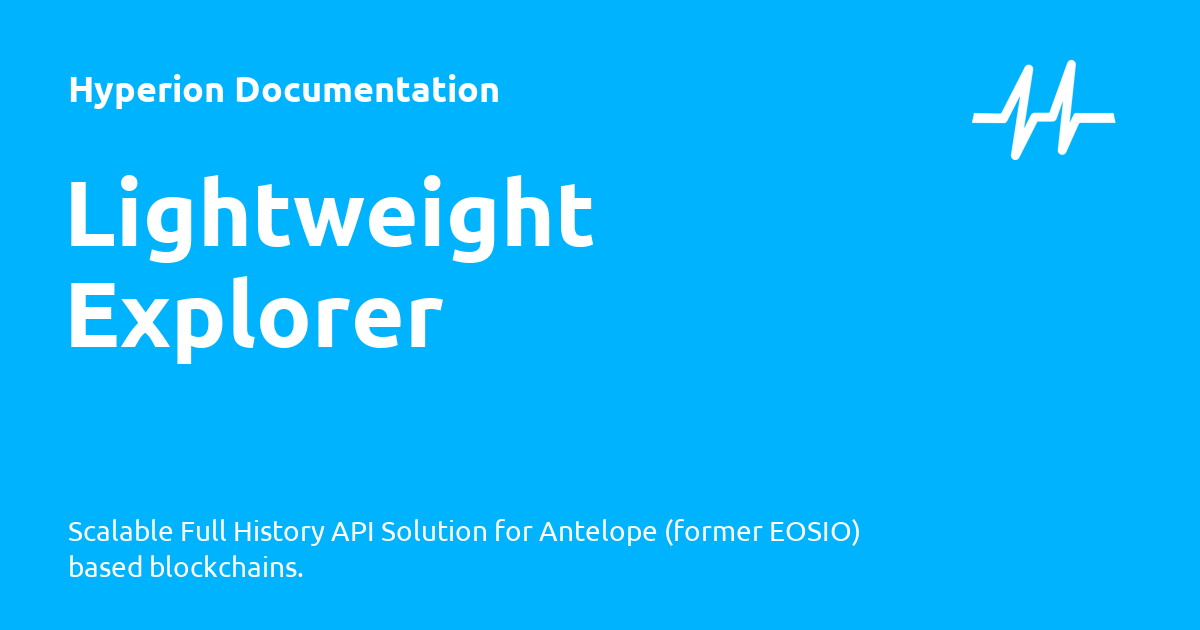 Hyperion Documentation
Lightweight
Explorer
Scalable Full History API Solution for Antelope (former EOSIO)
based blockchains.